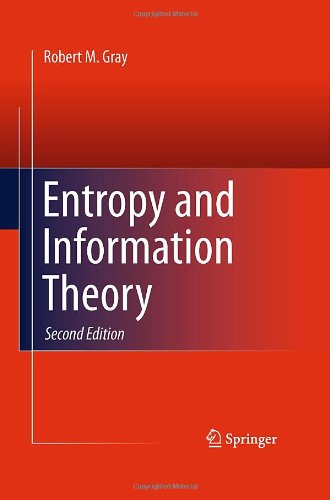 Robert M. Gray
Entropy and
Information
Theory
Second Edition
Springer